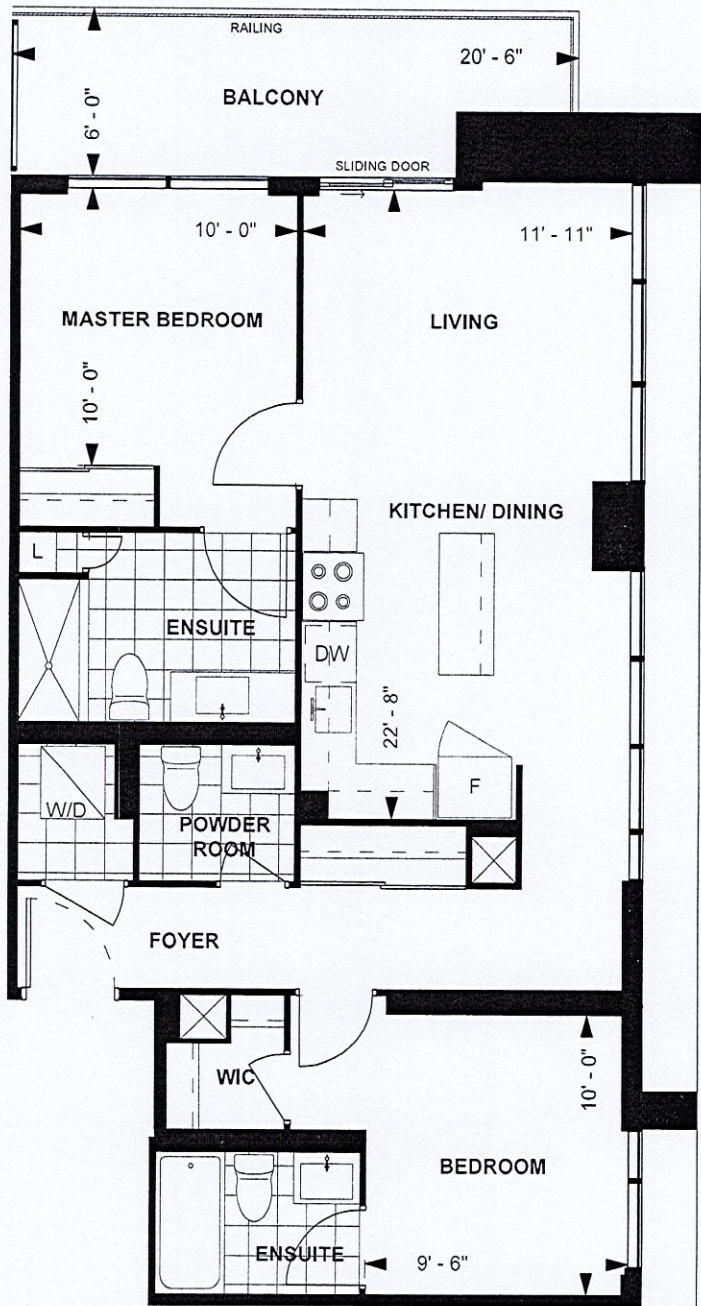 RAILING
20' - 6"
BALCONY
6' - 0"
SLIDING DOOR
10' - 0"
11' - 11"
MASTER BEDROOM
LIVING
10' - 0"
KITCHEN/ DINING
L
ENSUITE
DW
22' - 8"
F
W/D
POWDER
ROOM
FOYER
WIC
10' - 0"
BEDROOM
ENSUITE
9' - 6"